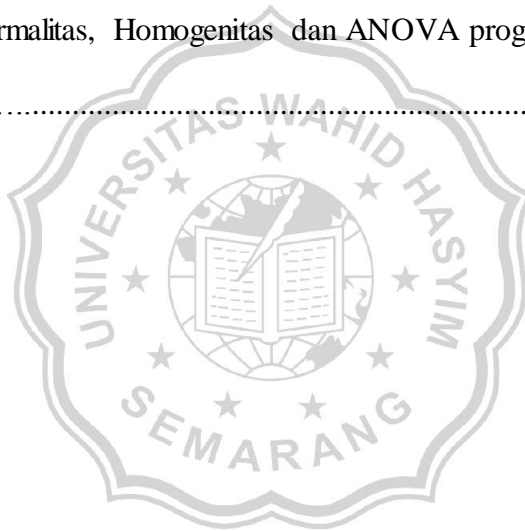 rmalitas, Homogenitas dan ANOVA prog
....................................................................................
UNIVERSITAS WAHID HASYIM
SEMARANG